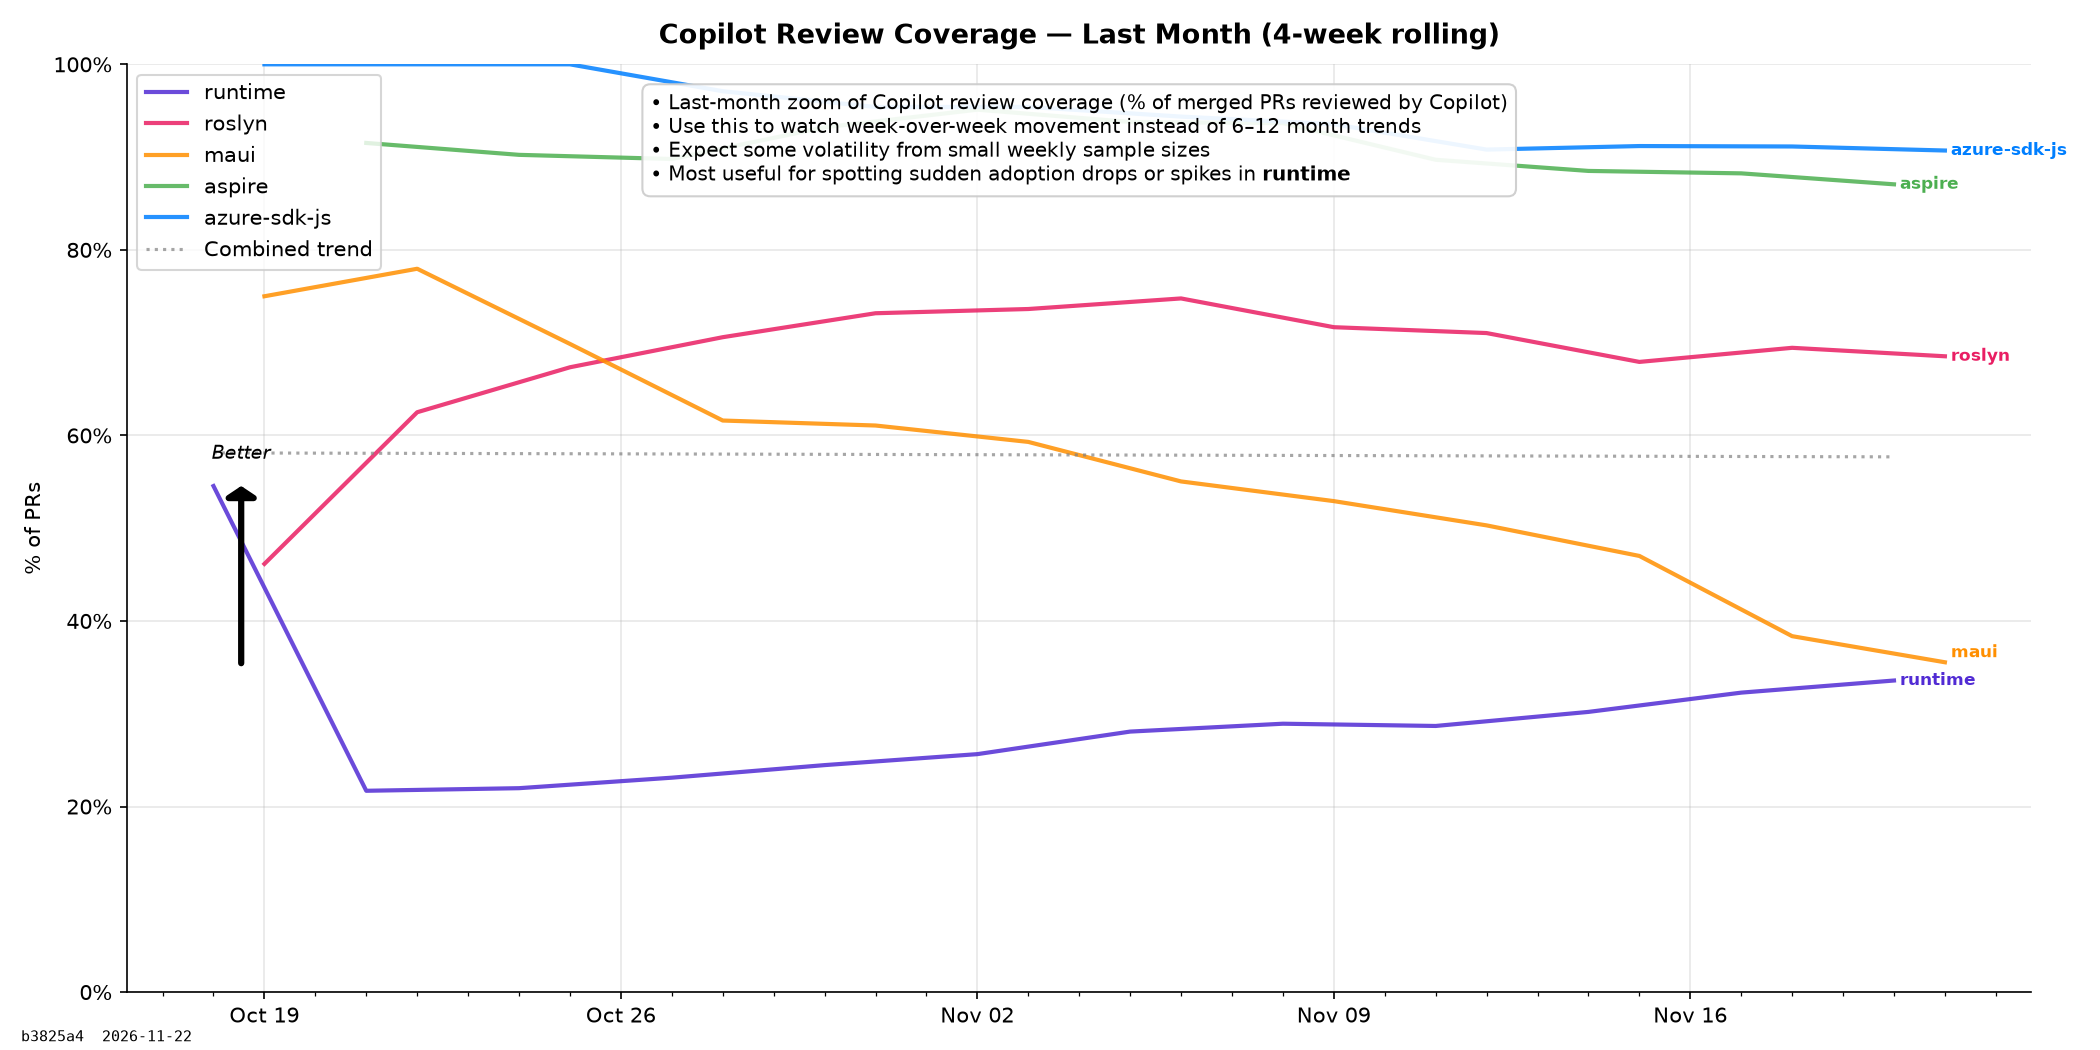 Copilot Review Coverage — Last Month (4-week rolling)
100%
80%
60%
40%
20%
0%
% of PRs
runtime
roslyn
maui
aspire
azure-sdk-js
Combined trend
• Last-month zoom of Copilot review coverage (% of merged PRs reviewed by Copilot)
• Use this to watch week-over-week movement instead of 6–12 month trends
• Expect some volatility from small weekly sample sizes
• Most useful for spotting sudden adoption drops or spikes in runtime
azure-sdk-js
aspire
roslyn
Better
maui
runtime
Oct 19
Oct 26
Nov 02
Nov 09
Nov 16
b3825a4  2026-11-22